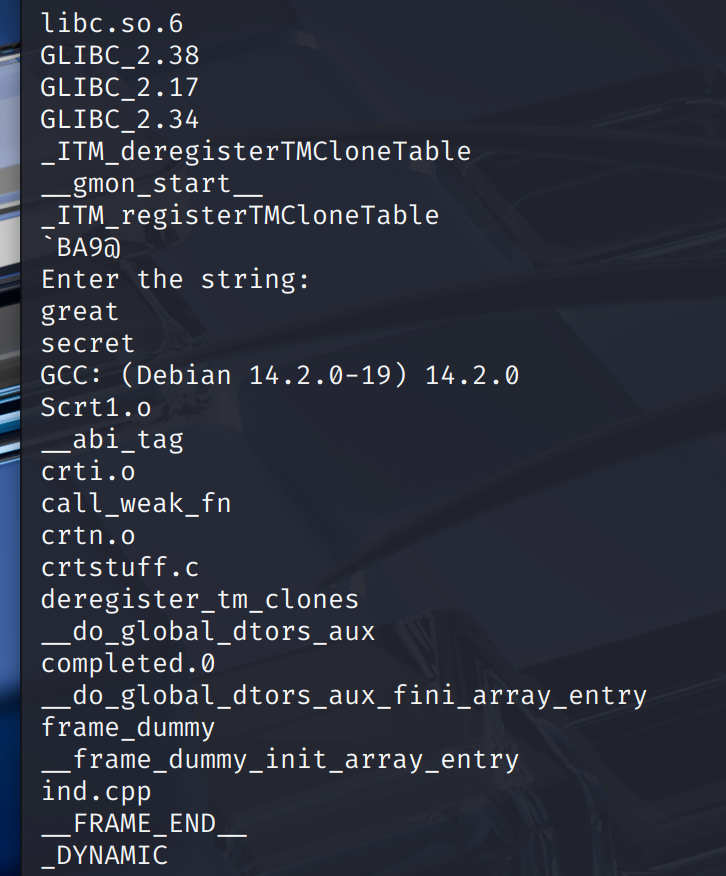 libc.so.6
GLIBC_2.38
GLIBC_2.17
GLIBC_2.34
_ITM_deregisterTMCloneTable
__gmon_start__
_ITM_registerTMCloneTable
`BA9@
Enter the string:
great
secret
GCC: (Debian 14.2.0-19) 14.2.0
Scrt1.o
__abi_tag
crti.o
call_weak_fn
crtn.o
crtstuff.c
deregister_tm_clones
__do_global_dtors_aux
completed.0
__do_global_dtors_aux_fini_array_entry
frame_dummy
__frame_dummy_init_array_entry
ind.cpp
__FRAME_END__
_DYNAMIC